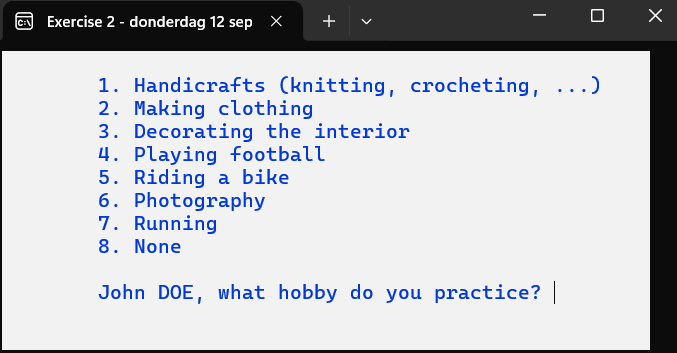 Exercise 2 - donderdag 12 sep
1. Handicrafts (knitting, crocheting, ...)
2. Making clothing
3. Decorating the interior
4. Playing football
5. Riding a bike
6. Photography
7. Running
8. None
John DOE, what hobby do you practice?